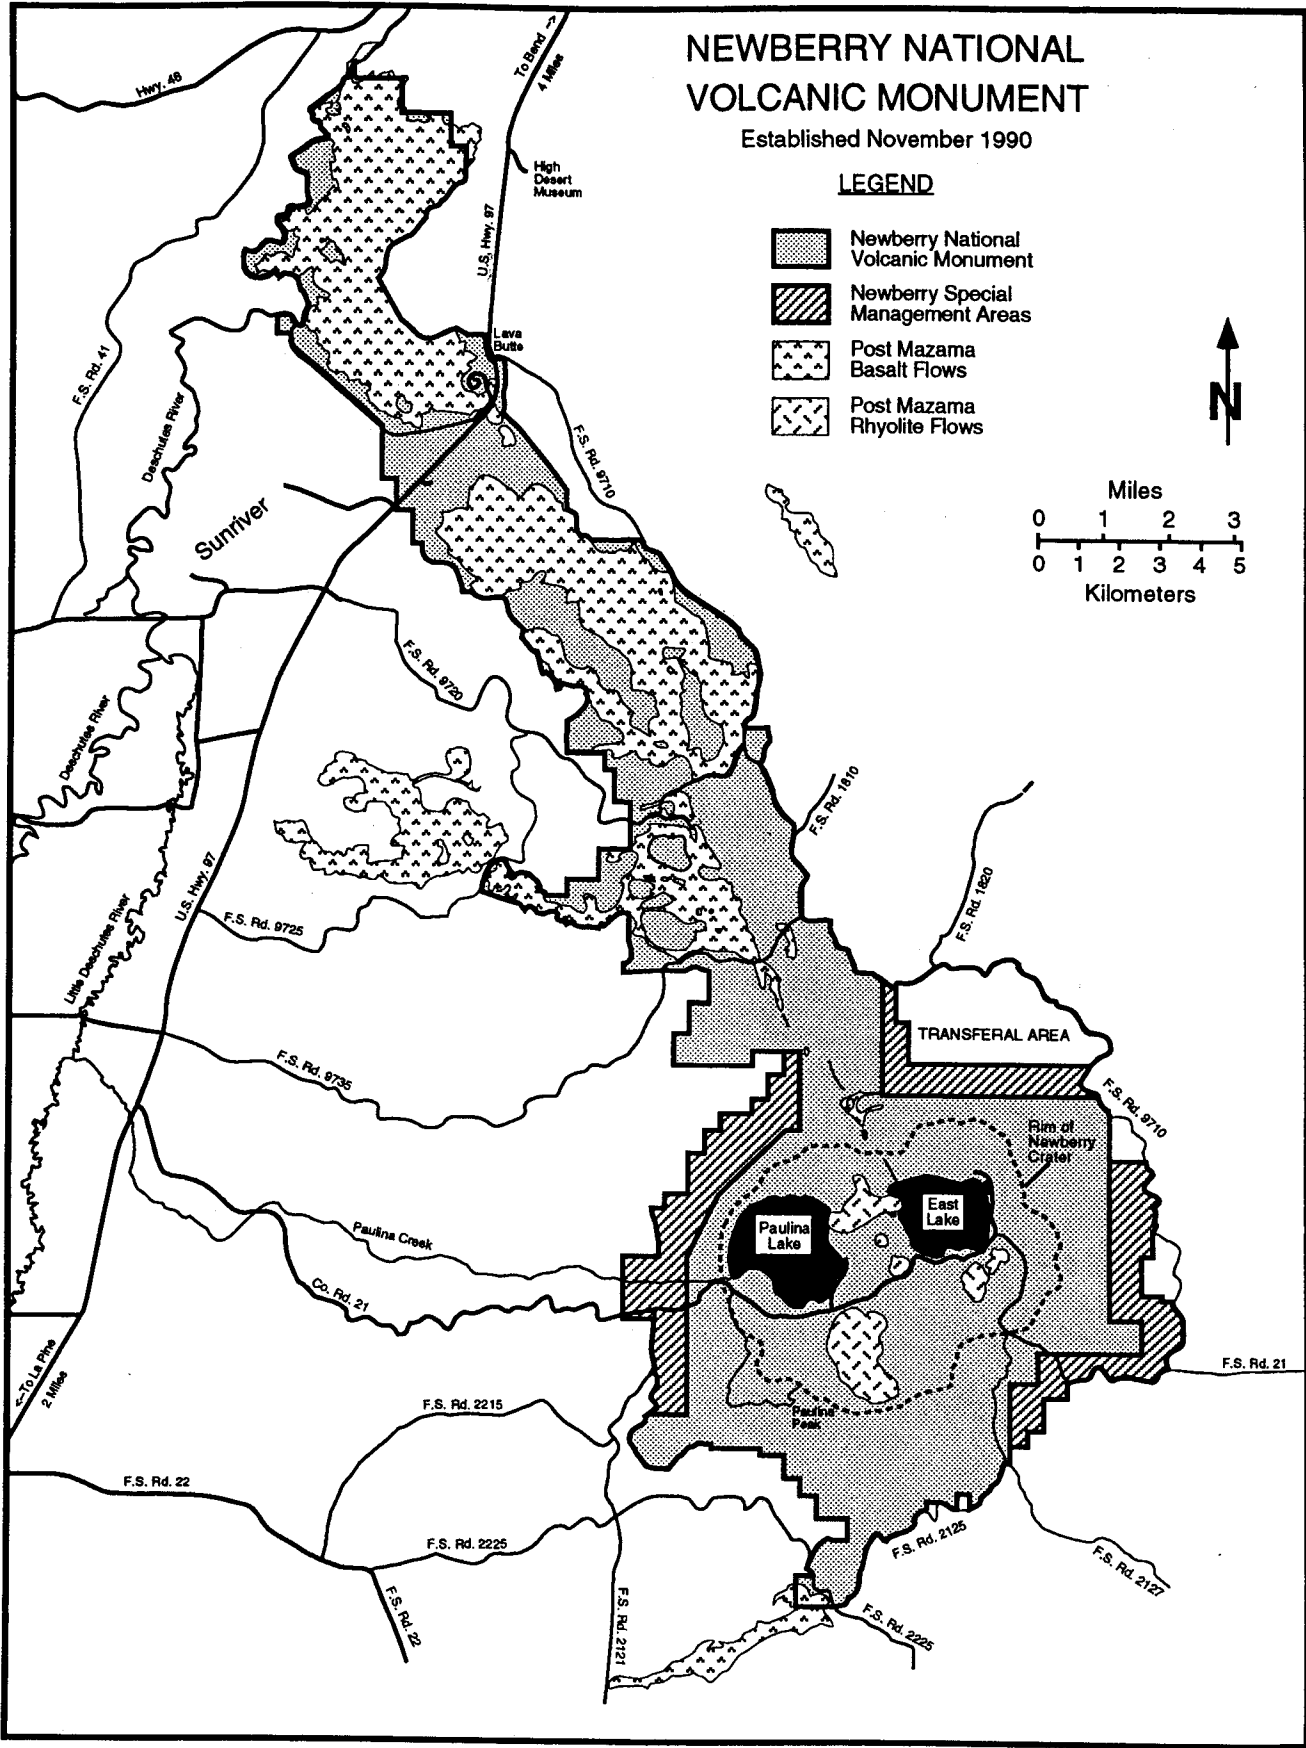 NEWBERRY NATIONAL
VOLCANIC MONUMENT
Established November 1990
LEGEND
Newberry National
Volcanic Monument
Newberry Special
Management Areas
Post Mazama
Basalt Flows
Post Mazama
Rhyolite Flows
N
Miles
0 1 2 3
0 1 2 3 4 5
Kilometers
Hwy. 46
To Bend -->
4 Miles
High
Desert
Museum
U.S. Hwy. 97
Lava
Butte
F.S. Rd. 41
Deschutes River
F.S. Rd. 9710
Sunriver
F.S. Rd. 9720
Deschutes River
F.S. Rd. 1810
F.S. Rd. 1820
U.S. Hwy. 97
F.S. Rd. 9725
Little Deschutes River
TRANSFERAL AREA
F.S. Rd. 9735
F.S. Rd. 9710
Rim of
Newberry
Crater
East
Lake
Paulina
Lake
Paulina Creek
Co. Rd. 21
<--To La Pine
2 Miles
F.S. Rd. 21
Paulina
Peak
F.S. Rd. 2215
F.S. Rd. 22
F.S. Rd. 2225
F.S. Rd. 2125
F.S. Rd. 2127
F.S. Rd. 22
F.S. Rd. 2121
F.S. Rd. 2225